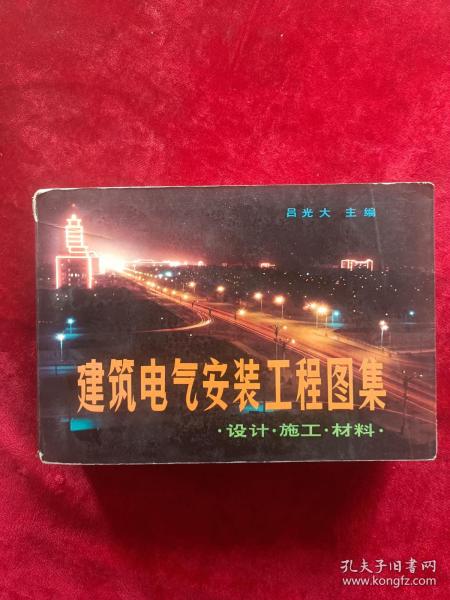 吕光大 主编
建筑电气安装工程图集
·设计·施工·材料·
孔夫子旧书网
www.kongfz.com